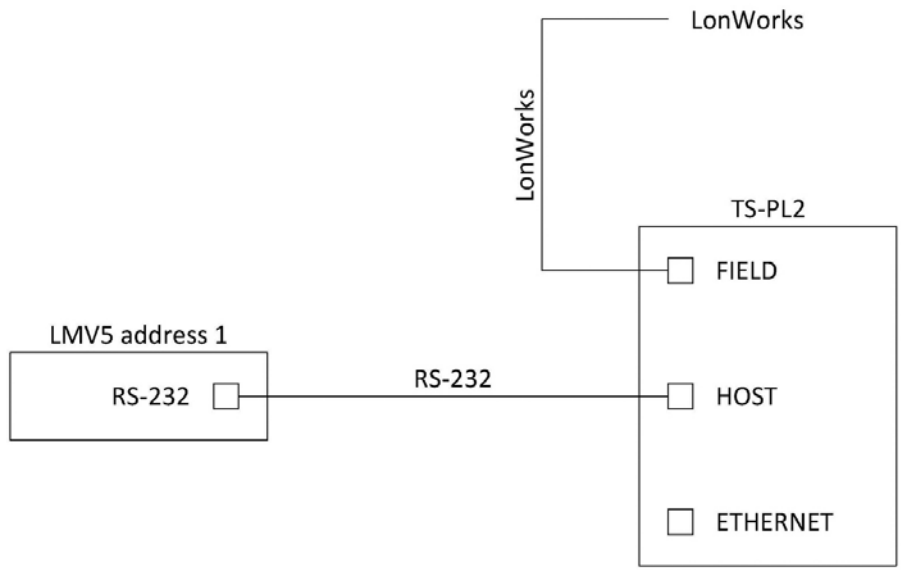 LonWorks
LonWorks
TS-PL2
FIELD
LMV5 address 1
RS-232
RS-232
HOST
ETHERNET